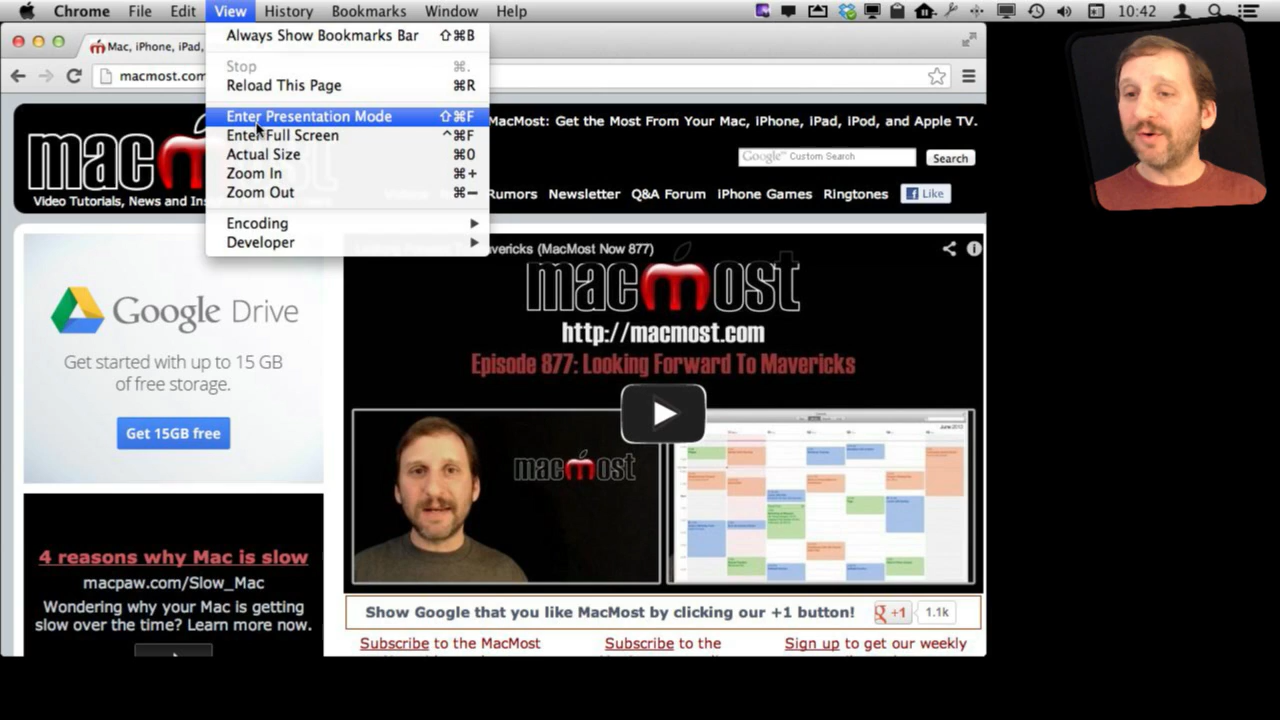 Chrome File Edit View History Bookmarks Window Help 10:42
Always Show Bookmarks Bar ⇧⌘B
Stop ⌘.
Reload This Page ⌘R
Enter Presentation Mode ⇧⌘F
Enter Full Screen ^⌘F
Actual Size ⌘0
Zoom In ⌘+
Zoom Out ⌘−
Encoding
Developer
Mac, iPhone, iPad,
macmost.com
mac
MacMost: Get the Most From Your Mac, iPhone, iPad, iPod, and Apple TV.
Google Custom Search Search
Video Tutorials, News and In
Rumors Newsletter Q&A Forum iPhone Games Ringtones Like
Google Drive
Get started with up to 15 GB
of free storage.
Get 15GB free
4 reasons why Mac is slow
macpaw.com/Slow_Mac
Wondering why your Mac is getting
slow over the time? Learn more now.
vericks (MacMost Now 877)
macmost
http://macmost.com
Episode 877: Looking Forward To Mavericks
macmost
June 2013
Show Google that you like MacMost by clicking our +1 button! +1 1.1k
Subscribe to the MacMost Subscribe to the Sign up to get our weekly